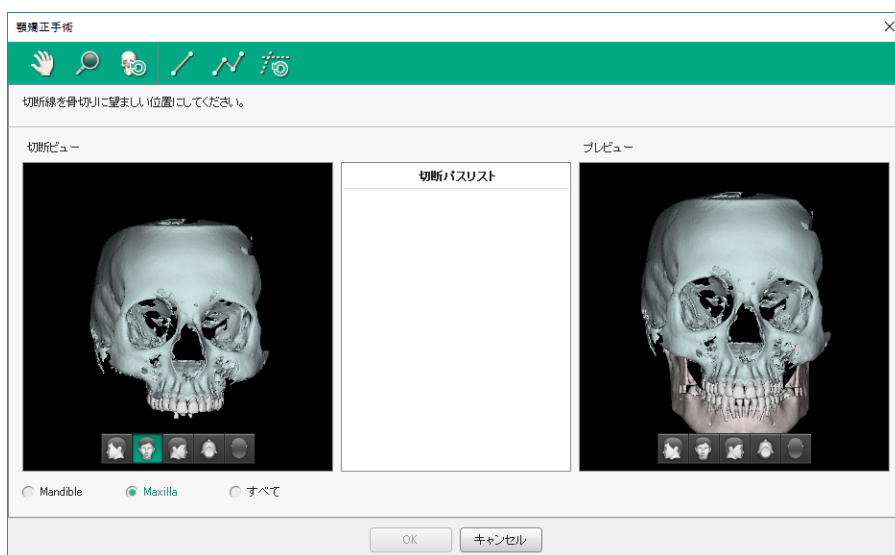 顎矯正手術
切断線を骨切りに望ましい位置にしてください。
切断ビュー
切断パスリスト
プレビュー
Mandible
Maxilla
すべて
OK
キャンセル